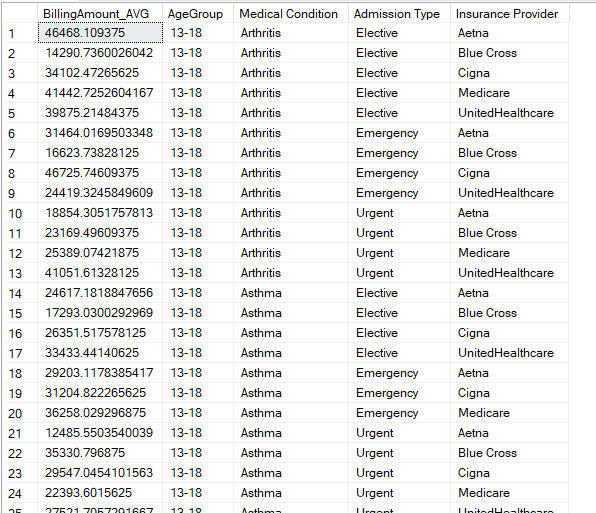 BillingAmount_AVG AgeGroup Medical Condition Admission Type Insurance Provider
1 46468.109375 13-18 Arthritis Elective Aetna
2 14290.7360026042 13-18 Arthritis Elective Blue Cross
3 34102.47265625 13-18 Arthritis Elective Cigna
4 41442.7252604167 13-18 Arthritis Elective Medicare
5 39875.21484375 13-18 Arthritis Elective UnitedHealthcare
6 31464.0169503348 13-18 Arthritis Emergency Aetna
7 16623.73828125 13-18 Arthritis Emergency Blue Cross
8 46725.74609375 13-18 Arthritis Emergency Cigna
9 24419.3245849609 13-18 Arthritis Emergency UnitedHealthcare
10 18854.3051757813 13-18 Arthritis Urgent Aetna
11 23169.49609375 13-18 Arthritis Urgent Blue Cross
12 25389.07421875 13-18 Arthritis Urgent Medicare
13 41051.61328125 13-18 Arthritis Urgent UnitedHealthcare
14 24617.1818847656 13-18 Asthma Elective Aetna
15 17293.0300292969 13-18 Asthma Elective Blue Cross
16 26351.517578125 13-18 Asthma Elective Cigna
17 33433.44140625 13-18 Asthma Elective UnitedHealthcare
18 29203.1178385417 13-18 Asthma Emergency Aetna
19 31204.822265625 13-18 Asthma Emergency Cigna
20 36258.029296875 13-18 Asthma Emergency Medicare
21 12485.5503540039 13-18 Asthma Urgent Aetna
22 35330.796875 13-18 Asthma Urgent Blue Cross
23 29547.0454101563 13-18 Asthma Urgent Cigna
24 22393.6015625 13-18 Asthma Urgent Medicare
25 27521.7057291667 13-18 Asthma Urgent UnitedHealthcare